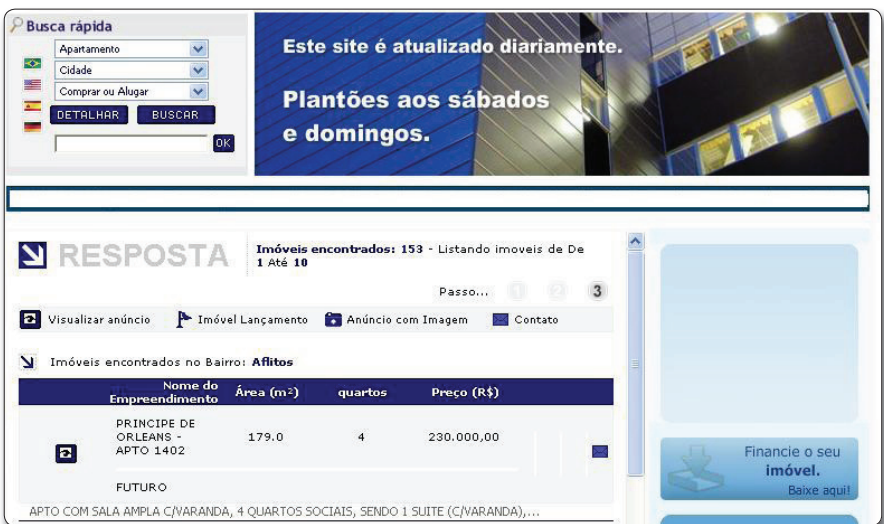 Busca rápida
Apartamento
Cidade
Comprar ou Alugar
DETALHAR BUSCAR
OK
Este site é atualizado diariamente.
Plantões aos sábados
e domingos.
RESPOSTA
Imóveis encontrados: 153 - Listando imoveis de De
1 Até 10
Passo... 1 2 3
Visualizar anúncio Imóvel Lançamento Anúncio com Imagem Contato
Imóveis encontrados no Bairro: Aflitos
Nome do
Empreendimento Área (m²) quartos Preço (R$)
PRINCIPE DE
ORLEANS - 179.0 4 230.000,00
APTO 1402
FUTURO
APTO COM SALA AMPLA C/VARANDA, 4 QUARTOS SOCIAIS, SENDO 1 SUITE (C/VARANDA),...
Financie o seu
imóvel.
Baixe aqui!